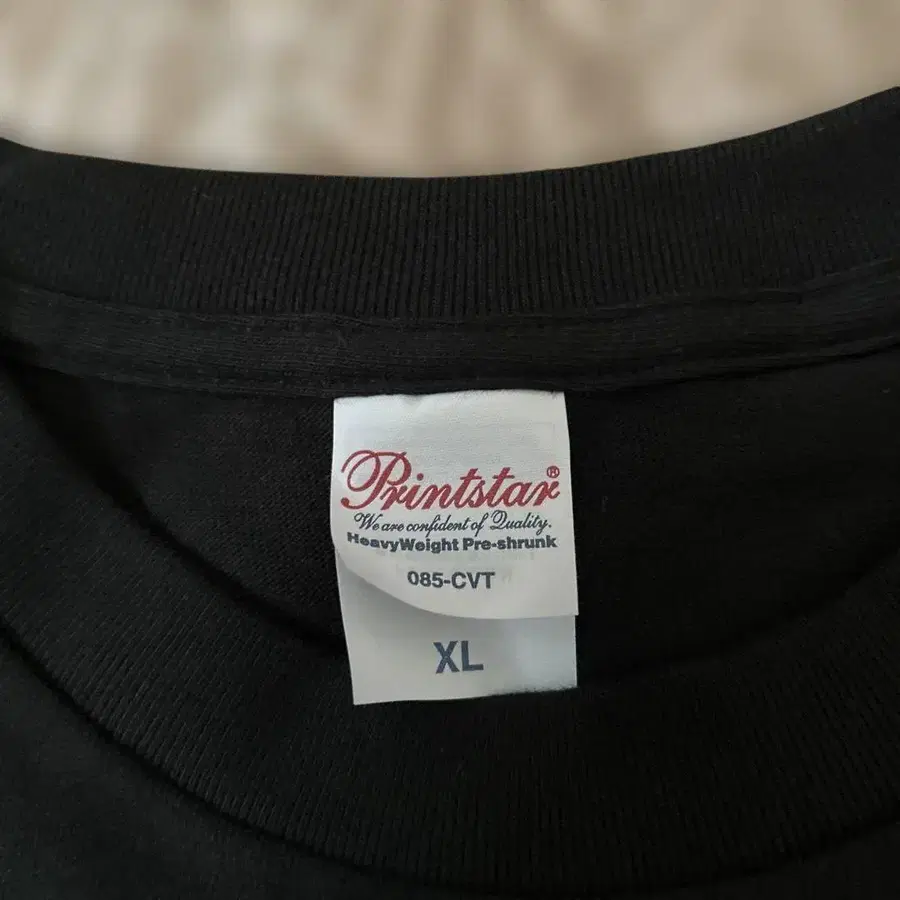 Printstar®
We are confident of Quality.
HeavyWeight Pre-shrunk
085-CVT
XL